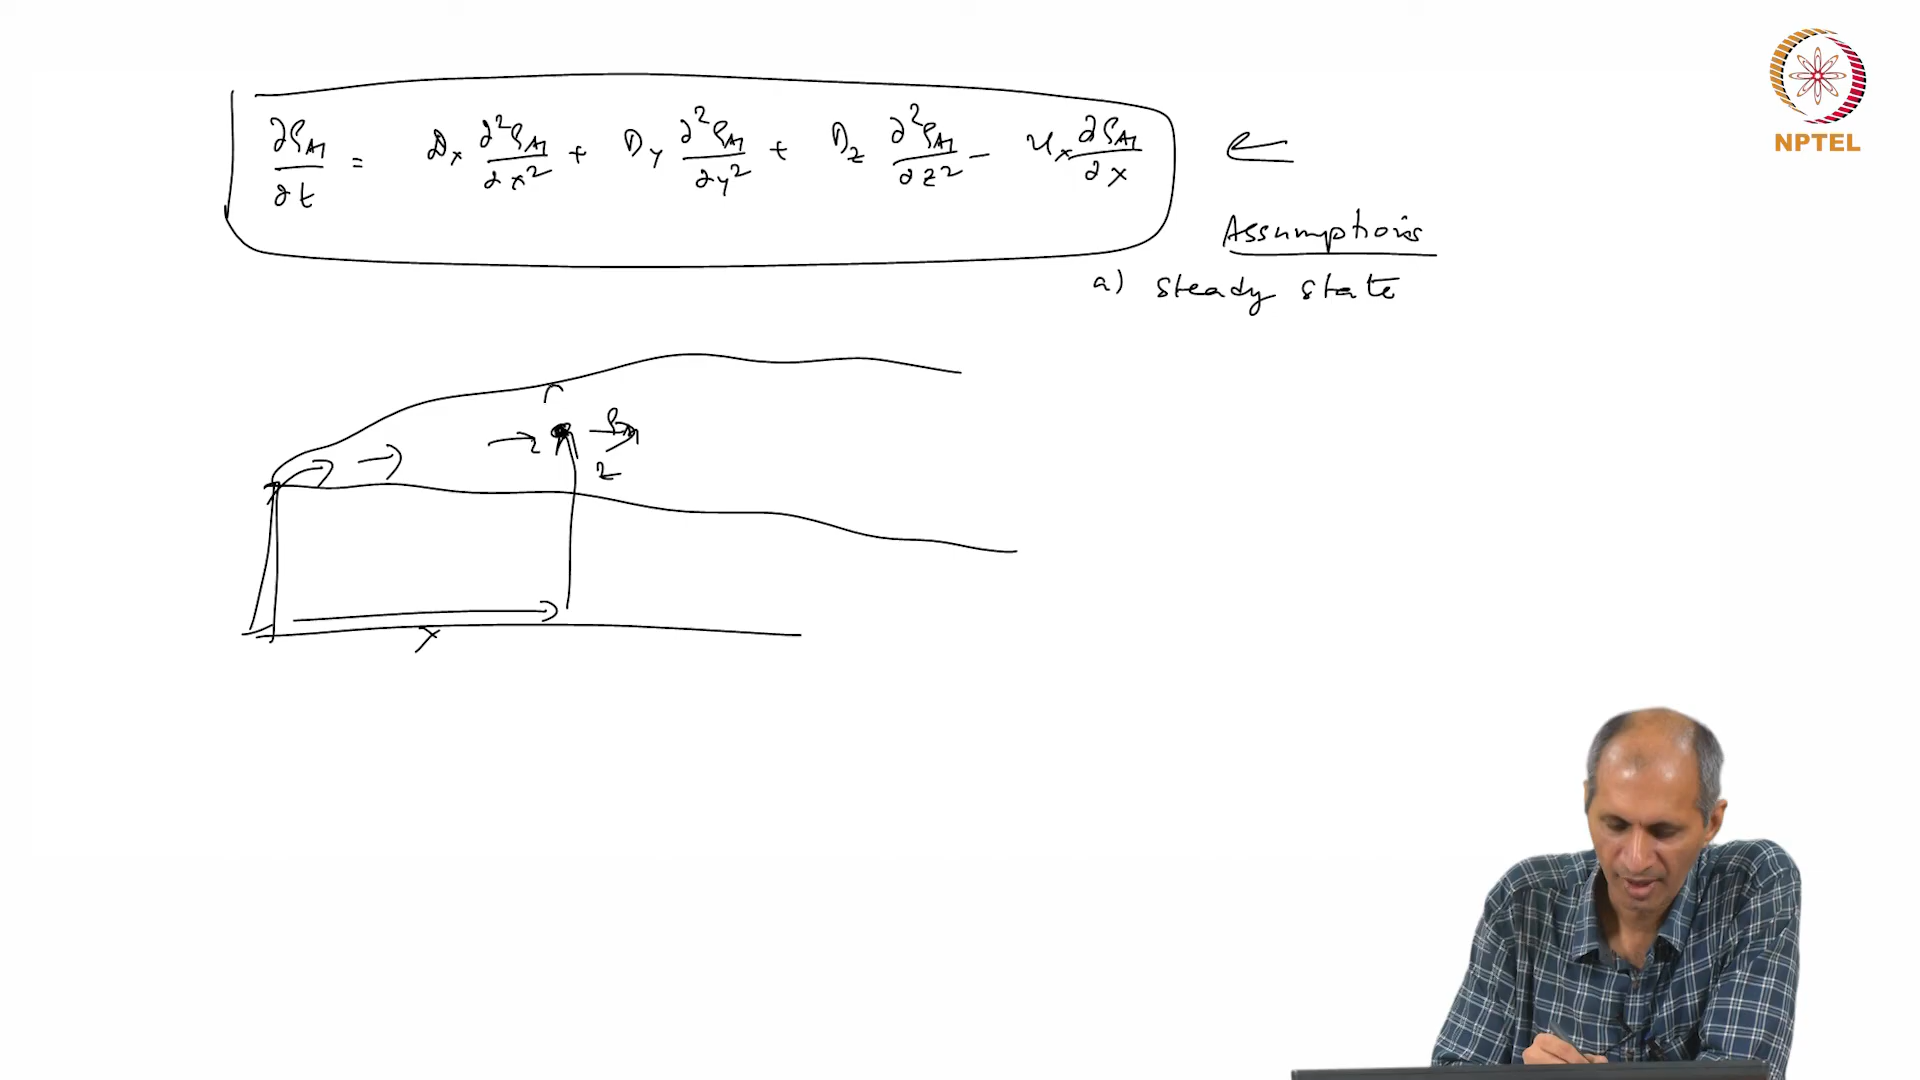 ∂ρA1/∂t = Dx ∂²ρA1/∂x² + Dy ∂²ρA1/∂y² + Dz ∂²ρA1/∂z² - ux ∂ρA1/∂x
NPTEL
Assumptions
a) Steady state
ρA1
z
x